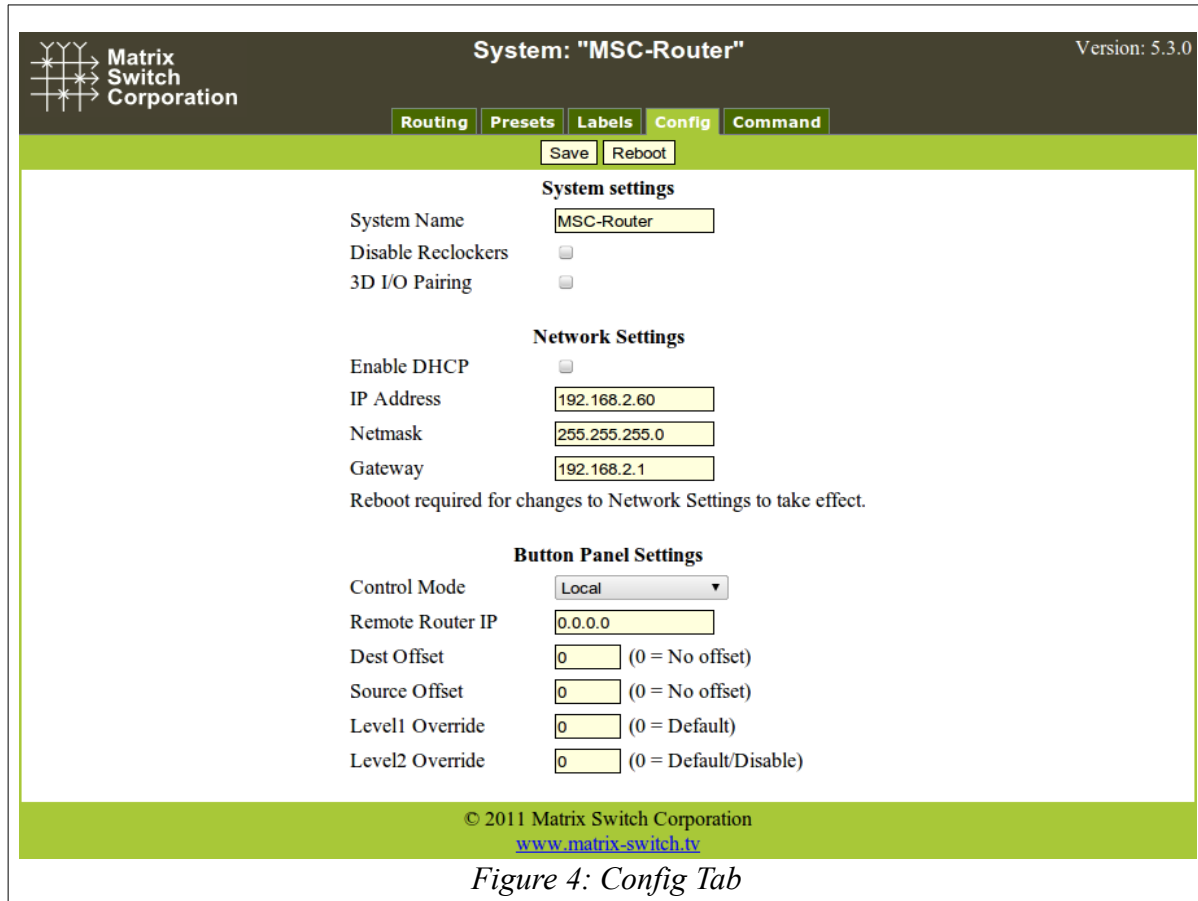 Matrix
Switch
Corporation
System: "MSC-Router"
Version: 5.3.0
Routing Presets Labels Config Command
Save Reboot
System settings
System Name MSC-Router
Disable Reclockers
3D I/O Pairing
Network Settings
Enable DHCP
IP Address 192.168.2.60
Netmask 255.255.255.0
Gateway 192.168.2.1
Reboot required for changes to Network Settings to take effect.
Button Panel Settings
Control Mode Local
Remote Router IP 0.0.0.0
Dest Offset 0 (0 = No offset)
Source Offset 0 (0 = No offset)
Level1 Override 0 (0 = Default)
Level2 Override 0 (0 = Default/Disable)
© 2011 Matrix Switch Corporation
www.matrix-switch.tv
Figure 4: Config Tab